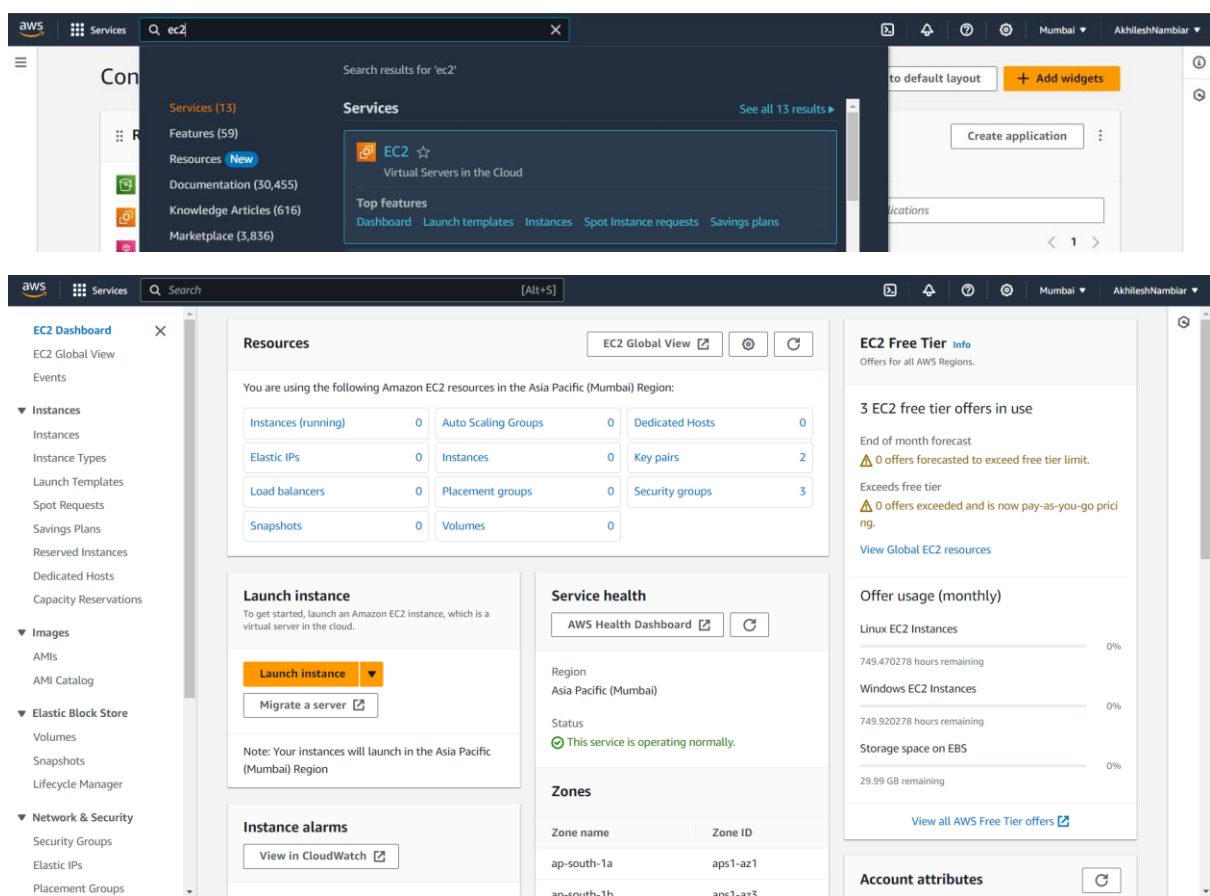 aws
Services
ec2
Mumbai
AkhileshNambiar
Con
Search results for 'ec2'
to default layout
+ Add widgets
Services (13)
Features (59)
Resources New
Documentation (30,455)
Knowledge Articles (616)
Marketplace (3,836)
Services
See all 13 results
EC2
Virtual Servers in the Cloud
Top features
Dashboard Launch templates Instances Spot Instance requests Savings plans
R
Create application
lications
< 1 >
aws
Services
Search
[Alt+S]
Mumbai
AkhileshNambiar
EC2 Dashboard
EC2 Global View
Events
Instances
Instances
Instance Types
Launch Templates
Spot Requests
Savings Plans
Reserved Instances
Dedicated Hosts
Capacity Reservations
Images
AMIs
AMI Catalog
Elastic Block Store
Volumes
Snapshots
Lifecycle Manager
Network & Security
Security Groups
Elastic IPs
Placement Groups
Resources
EC2 Global View
You are using the following Amazon EC2 resources in the Asia Pacific (Mumbai) Region:
Instances (running) 0 Auto Scaling Groups 0 Dedicated Hosts 0
Elastic IPs 0 Instances 0 Key pairs 2
Load balancers 0 Placement groups 0 Security groups 3
Snapshots 0 Volumes 0
Launch instance
To get started, launch an Amazon EC2 instance, which is a
virtual server in the cloud.
Launch instance
Migrate a server
Note: Your instances will launch in the Asia Pacific
(Mumbai) Region
Instance alarms
View in CloudWatch
Service health
AWS Health Dashboard
Region
Asia Pacific (Mumbai)
Status
This service is operating normally.
Zones
Zone name Zone ID
ap-south-1a aps1-az1
ap-south-1b aps1-az3
EC2 Free Tier Info
Offers for all AWS Regions.
3 EC2 free tier offers in use
End of month forecast
0 offers forecasted to exceed free tier limit.
Exceeds free tier
0 offers exceeded and is now pay-as-you-go prici
ng.
View Global EC2 resources
Offer usage (monthly)
Linux EC2 Instances
0%
749.470278 hours remaining
Windows EC2 Instances
0%
749.920278 hours remaining
Storage space on EBS
0%
29.99 GB remaining
View all AWS Free Tier offers
Account attributes